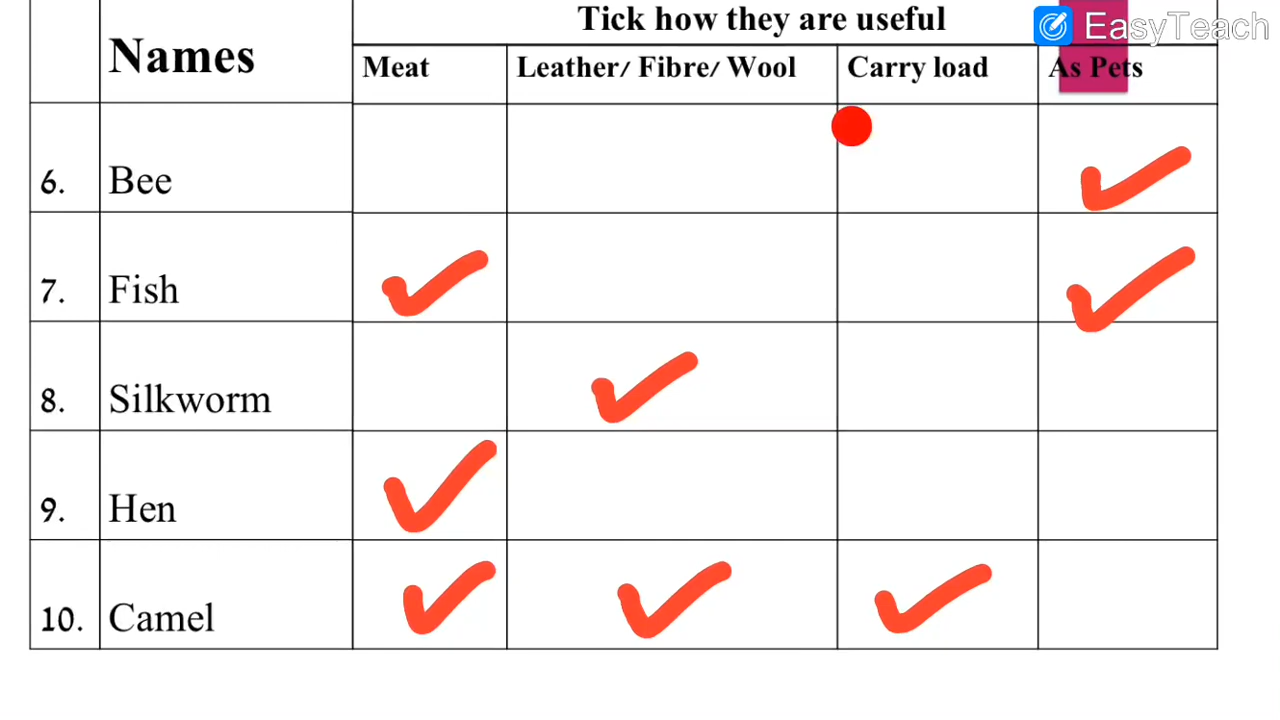 Tick how they are useful
EasyTeach
Names
Meat Leather/ Fibre/ Wool Carry load As Pets
6. Bee
7. Fish
8. Silkworm
9. Hen
10. Camel